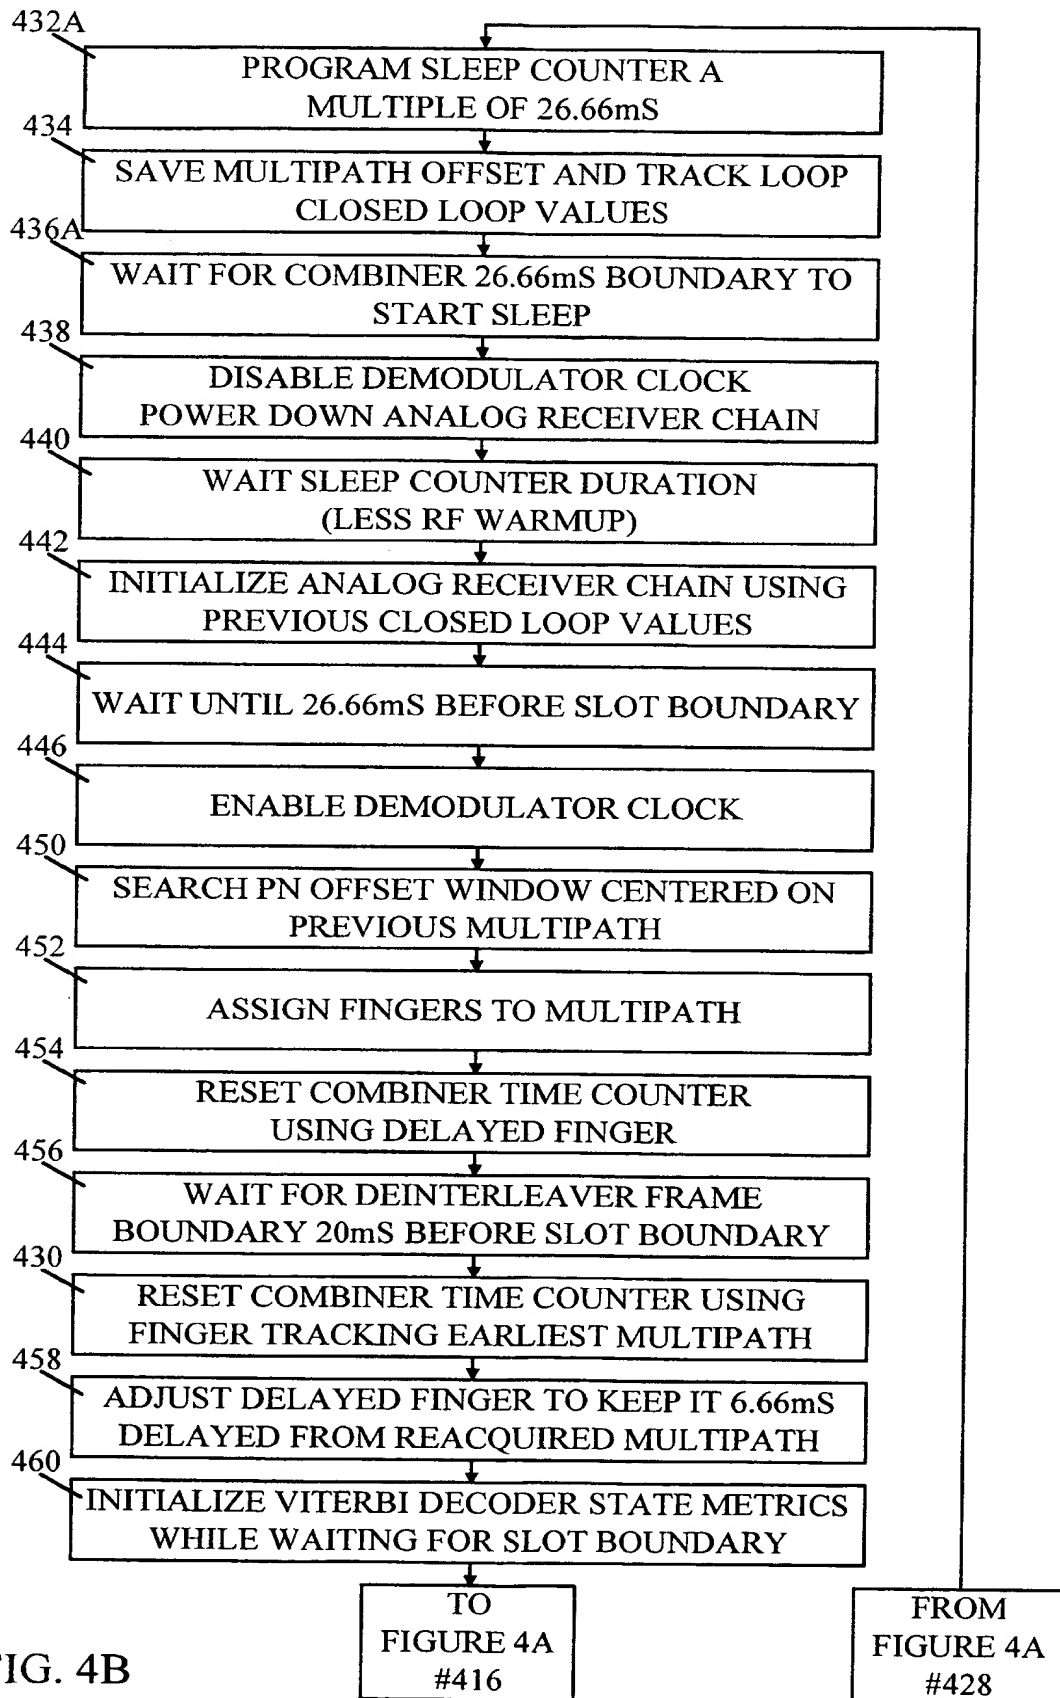 432A
PROGRAM SLEEP COUNTER A
MULTIPLE OF 26.66mS
434
SAVE MULTIPATH OFFSET AND TRACK LOOP
CLOSED LOOP VALUES
436A
WAIT FOR COMBINER 26.66mS BOUNDARY TO
START SLEEP
438
DISABLE DEMODULATOR CLOCK
POWER DOWN ANALOG RECEIVER CHAIN
440
WAIT SLEEP COUNTER DURATION
(LESS RF WARMUP)
442
INITIALIZE ANALOG RECEIVER CHAIN USING
PREVIOUS CLOSED LOOP VALUES
444
WAIT UNTIL 26.66mS BEFORE SLOT BOUNDARY
446
ENABLE DEMODULATOR CLOCK
450
SEARCH PN OFFSET WINDOW CENTERED ON
PREVIOUS MULTIPATH
452
ASSIGN FINGERS TO MULTIPATH
454
RESET COMBINER TIME COUNTER
USING DELAYED FINGER
456
WAIT FOR DEINTERLEAVER FRAME
BOUNDARY 20mS BEFORE SLOT BOUNDARY
430
RESET COMBINER TIME COUNTER USING
FINGER TRACKING EARLIEST MULTIPATH
458
ADJUST DELAYED FINGER TO KEEP IT 6.66mS
DELAYED FROM REACQUIRED MULTIPATH
460
INITIALIZE VITERBI DECODER STATE METRICS
WHILE WAITING FOR SLOT BOUNDARY
TO
FIGURE 4A
#416
FROM
FIGURE 4A
#428
IG. 4B